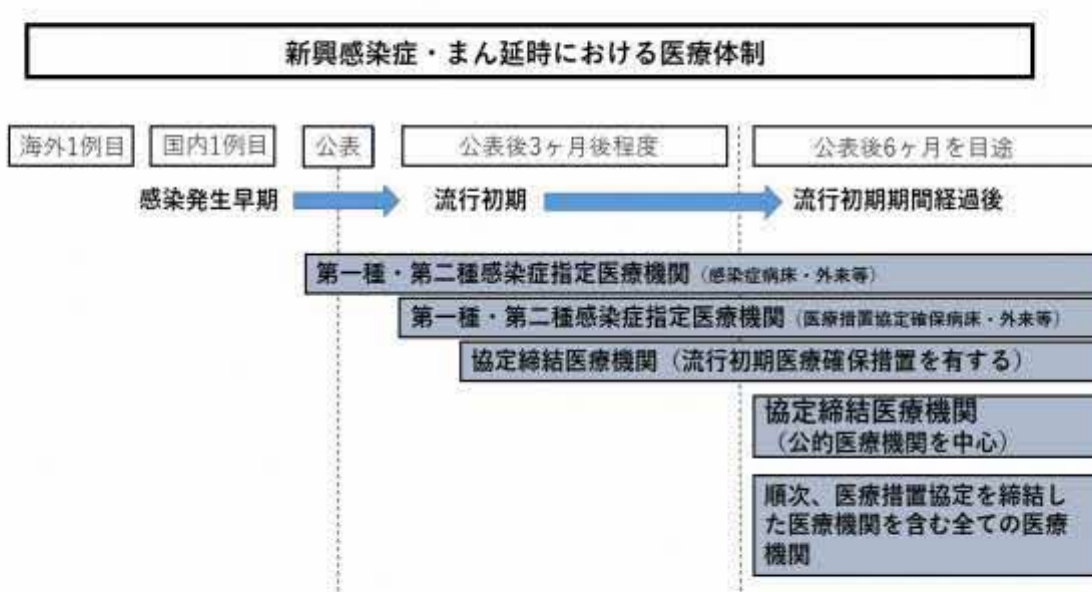 新興感染症・まん延時における医療体制
海外1例目
国内1例目
公表
公表後3ヶ月後程度
公表後6ヶ月を目途
感染発生早期
流行初期
流行初期期間経過後
第一種・第二種感染症指定医療機関（感染症病床・外来等）
第一種・第二種感染症指定医療機関（医療措置協定確保病床・外来等）
協定締結医療機関（流行初期医療確保措置を有する）
協定締結医療機関
（公的医療機関を中心）
順次、医療措置協定を締結し
た医療機関を含む全ての医療
機関